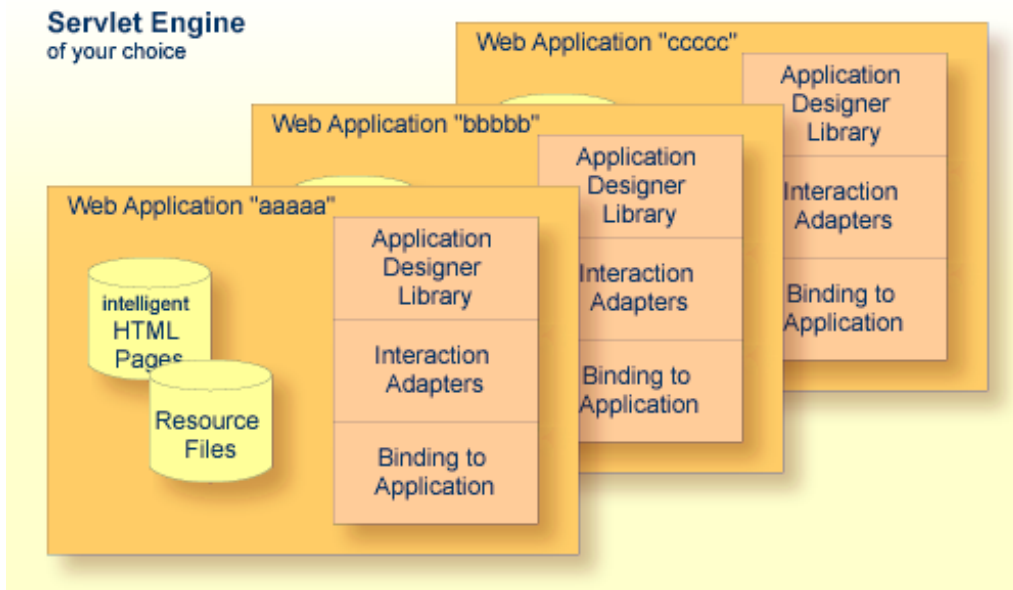 Servlet Engine
of your choice
Web Application "ccccc"
Application
Designer
Library
Interaction
Adapters
Binding to
Application
Web Application "bbbbb"
Application
Designer
Library
Interaction
Adapters
Binding to
Application
Web Application "aaaaa"
intelligent
HTML
Pages
Resource
Files
Application
Designer
Library
Interaction
Adapters
Binding to
Application